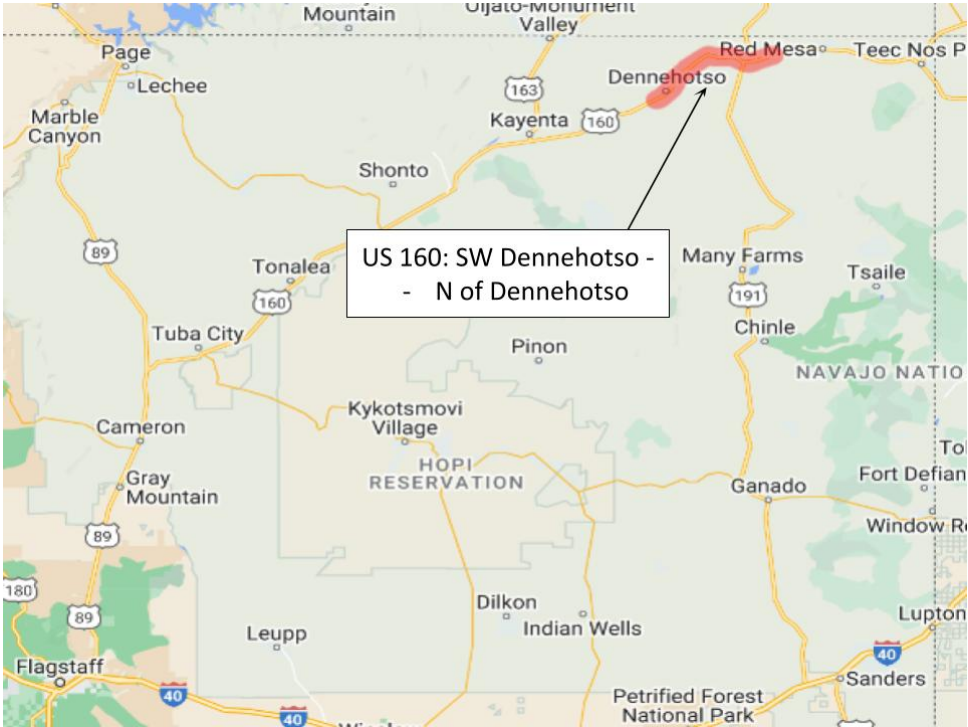 Mountain
Oljato-Monument
Valley
Page
Lechee
Red Mesa
Teec Nos P
Dennehotso
163
Kayenta
160
Marble
Canyon
Shonto
US 160: SW Dennehotso -
- N of Dennehotso
89
Tonalea
160
Many Farms
Tsaile
191
Tuba City
Chinle
Pinon
NAVAJO NATIO
Kykotsmovi
Village
Cameron
HOPI
RESERVATION
Gray
Mountain
Ganado
Fort Defian
Window R
89
180
89
Dilkon
Indian Wells
Leupp
Lupton
40
Flagstaff
Sanders
40
40
Petrified Forest
National Park